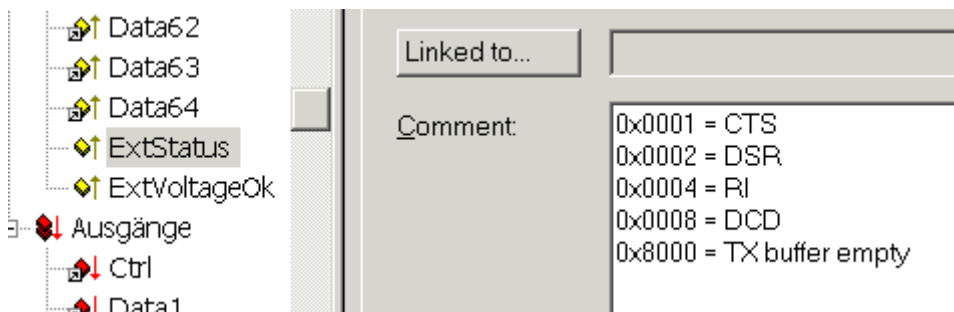 Data62
Data63
Data64
ExtStatus
ExtVoltageOk
Ausgänge
Ctrl
Data1
Linked to...
Comment:
0x0001 = CTS
0x0002 = DSR
0x0004 = RI
0x0008 = DCD
0x8000 = TX buffer empty